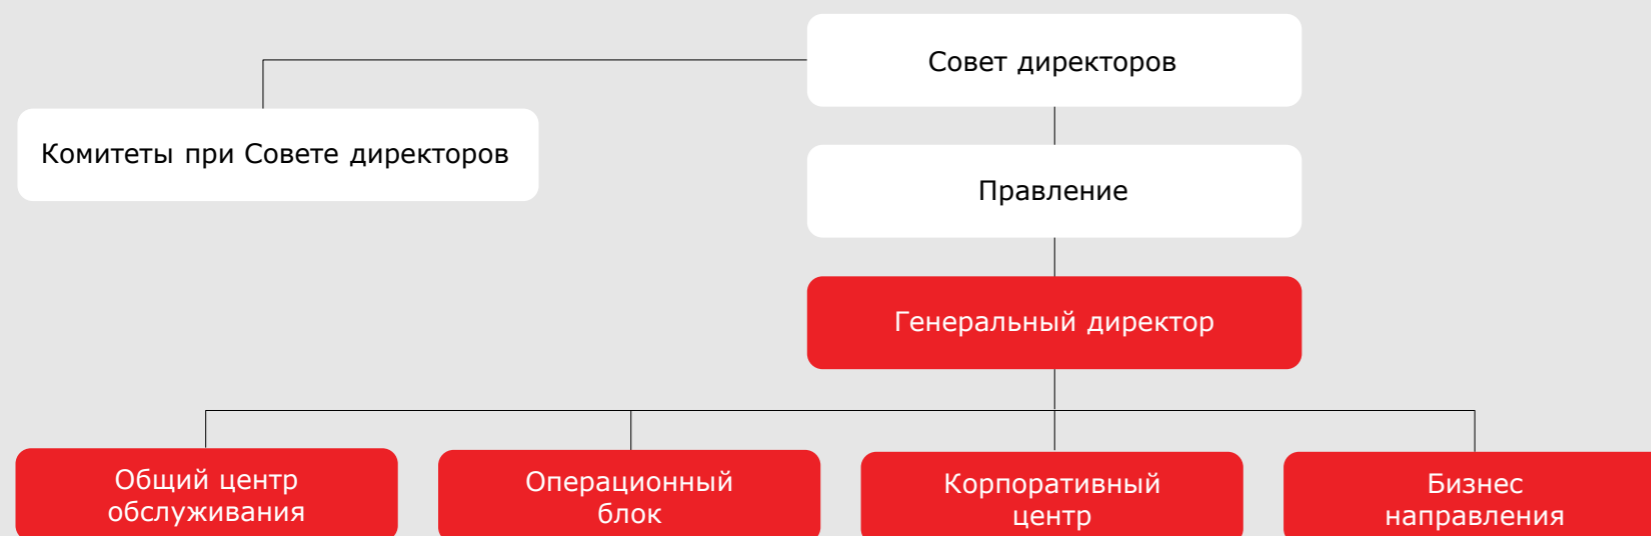 Совет директоров
Комитеты при Совете директоров
Правление
Генеральный директор
Общий центр
обслуживания
Операционный
блок
Корпоративный
центр
Бизнес
направления